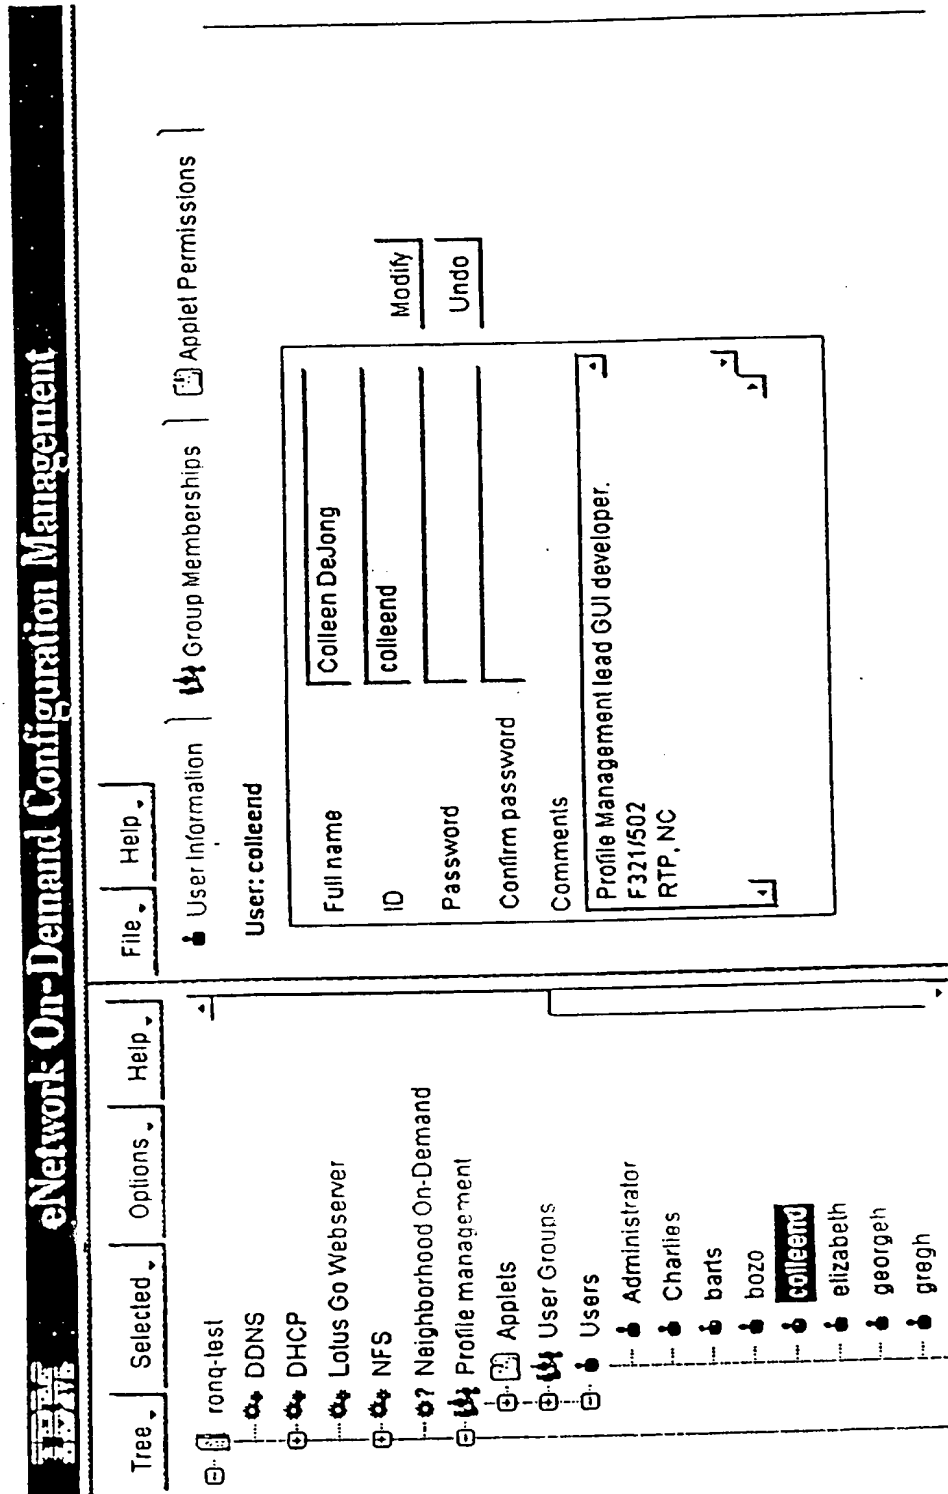 IBM eNetwork On-Demand Configuration Management
Tree Selected Options Help
ronq-test
DDNS
DHCP
Lotus Go Webserver
NFS
Neighborhood On-Demand
Profile management
Applets
User Groups
Users
Administrator
Charlies
barts
bozo
colleend
elizabeth
georgeh
gregh
File Help
User Information Group Memberships Applet Permissions
User: colleend
Full name Colleen DeJong
ID colleend
Modify
Password
Undo
Confirm password
Comments
Profile Management lead GUI developer.
F321/502
RTP, NC